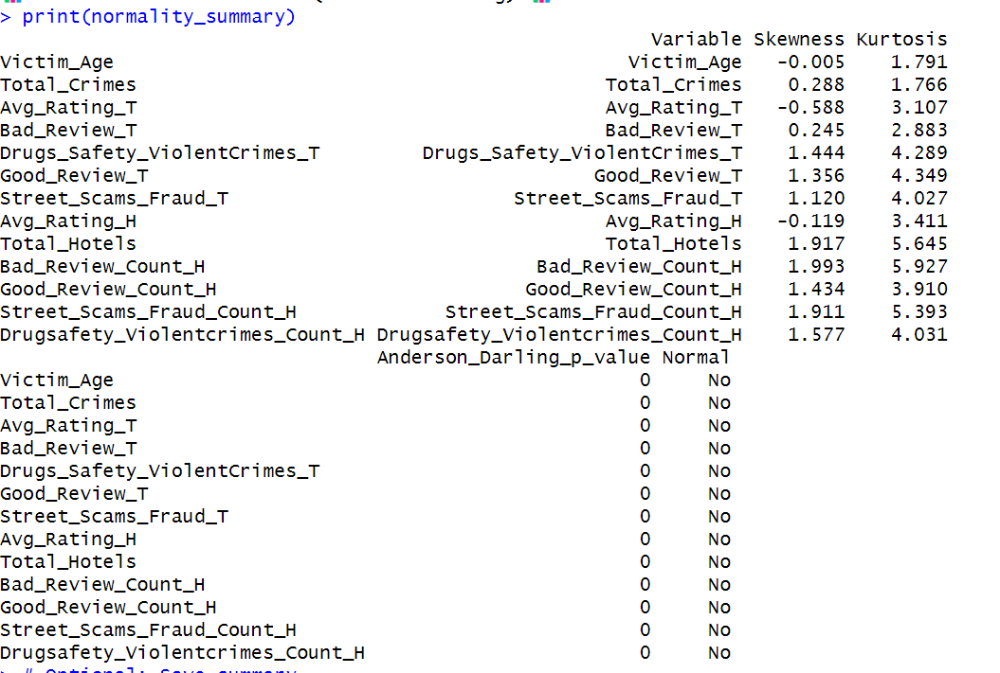 > print(normality_summary)
Variable Skewness Kurtosis
Victim_Age Victim_Age -0.005 1.791
Total_Crimes Total_Crimes 0.288 1.766
Avg_Rating_T Avg_Rating_T -0.588 3.107
Bad_Review_T Bad_Review_T 0.245 2.883
Drugs_Safety_ViolentCrimes_T Drugs_Safety_ViolentCrimes_T 1.444 4.289
Good_Review_T Good_Review_T 1.356 4.349
Street_Scams_Fraud_T Street_Scams_Fraud_T 1.120 4.027
Avg_Rating_H Avg_Rating_H -0.119 3.411
Total_Hotels Total_Hotels 1.917 5.645
Bad_Review_Count_H Bad_Review_Count_H 1.993 5.927
Good_Review_Count_H Good_Review_Count_H 1.434 3.910
Street_Scams_Fraud_Count_H Street_Scams_Fraud_Count_H 1.911 5.393
Drugsafety_Violentcrimes_Count_H Drugsafety_Violentcrimes_Count_H 1.577 4.031
Anderson_Darling_p_value Normal
Victim_Age 0 No
Total_Crimes 0 No
Avg_Rating_T 0 No
Bad_Review_T 0 No
Drugs_Safety_ViolentCrimes_T 0 No
Good_Review_T 0 No
Street_Scams_Fraud_T 0 No
Avg_Rating_H 0 No
Total_Hotels 0 No
Bad_Review_Count_H 0 No
Good_Review_Count_H 0 No
Street_Scams_Fraud_Count_H 0 No
Drugsafety_Violentcrimes_Count_H 0 No
> # Optional: Save summary